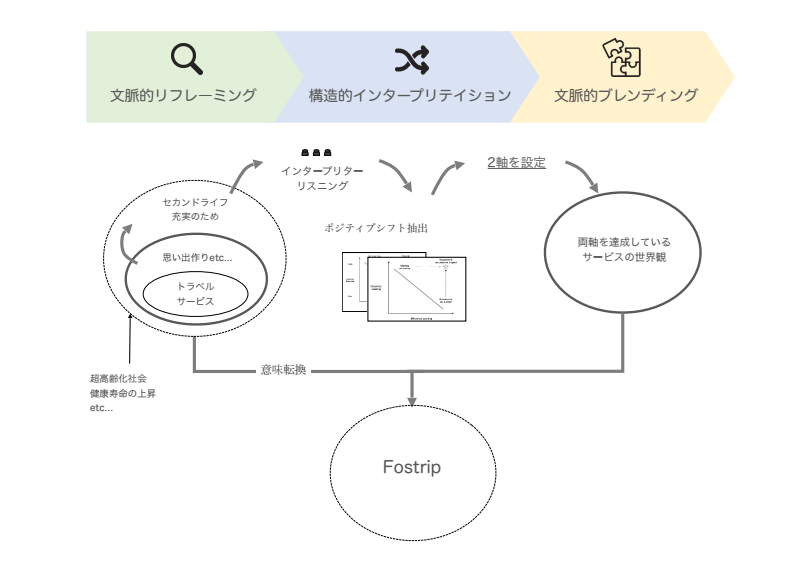 文脈的リフレーミング
構造的インタープリテイション
文脈的ブレンディング
インタープリター
リスニング
2軸を設定
セカンドライフ
充実のため
ポジティブシフト抽出
思い出作りetc...
トラベル
サービス
両軸を達成している
サービスの世界観
意味転換
超高齢化社会
健康寿命の上昇
etc...
Fostrip